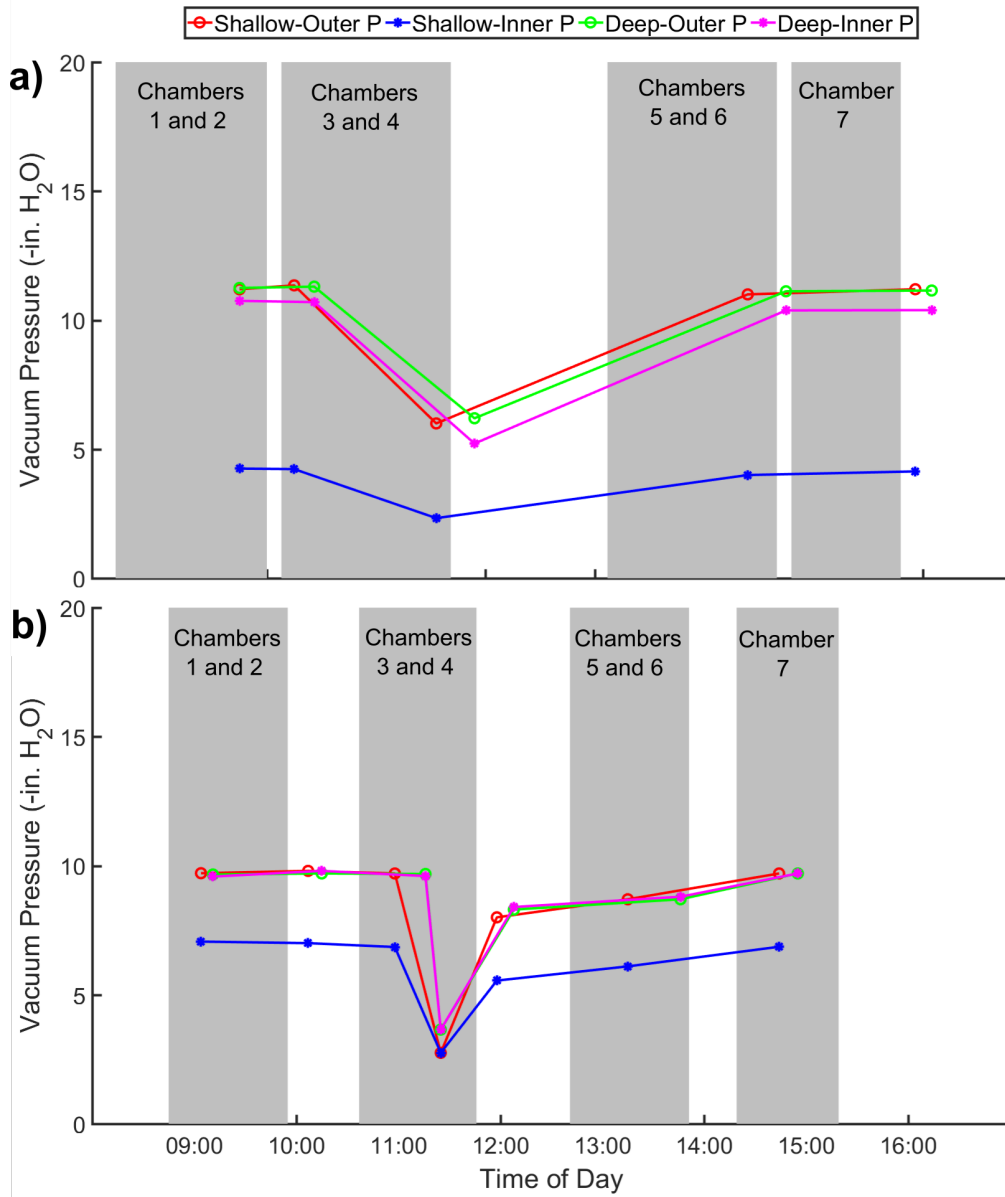 Shallow-Outer P Shallow-Inner P Deep-Outer P Deep-Inner P
a)
20
15
10
5
0
Vacuum Pressure (-in. H₂O)
Chambers
1 and 2
Chambers
3 and 4
Chambers
5 and 6
Chamber
7
b)
20
15
10
5
0
Vacuum Pressure (-in. H₂O)
Chambers
1 and 2
Chambers
3 and 4
Chambers
5 and 6
Chamber
7
09:00 10:00 11:00 12:00 13:00 14:00 15:00 16:00
Time of Day